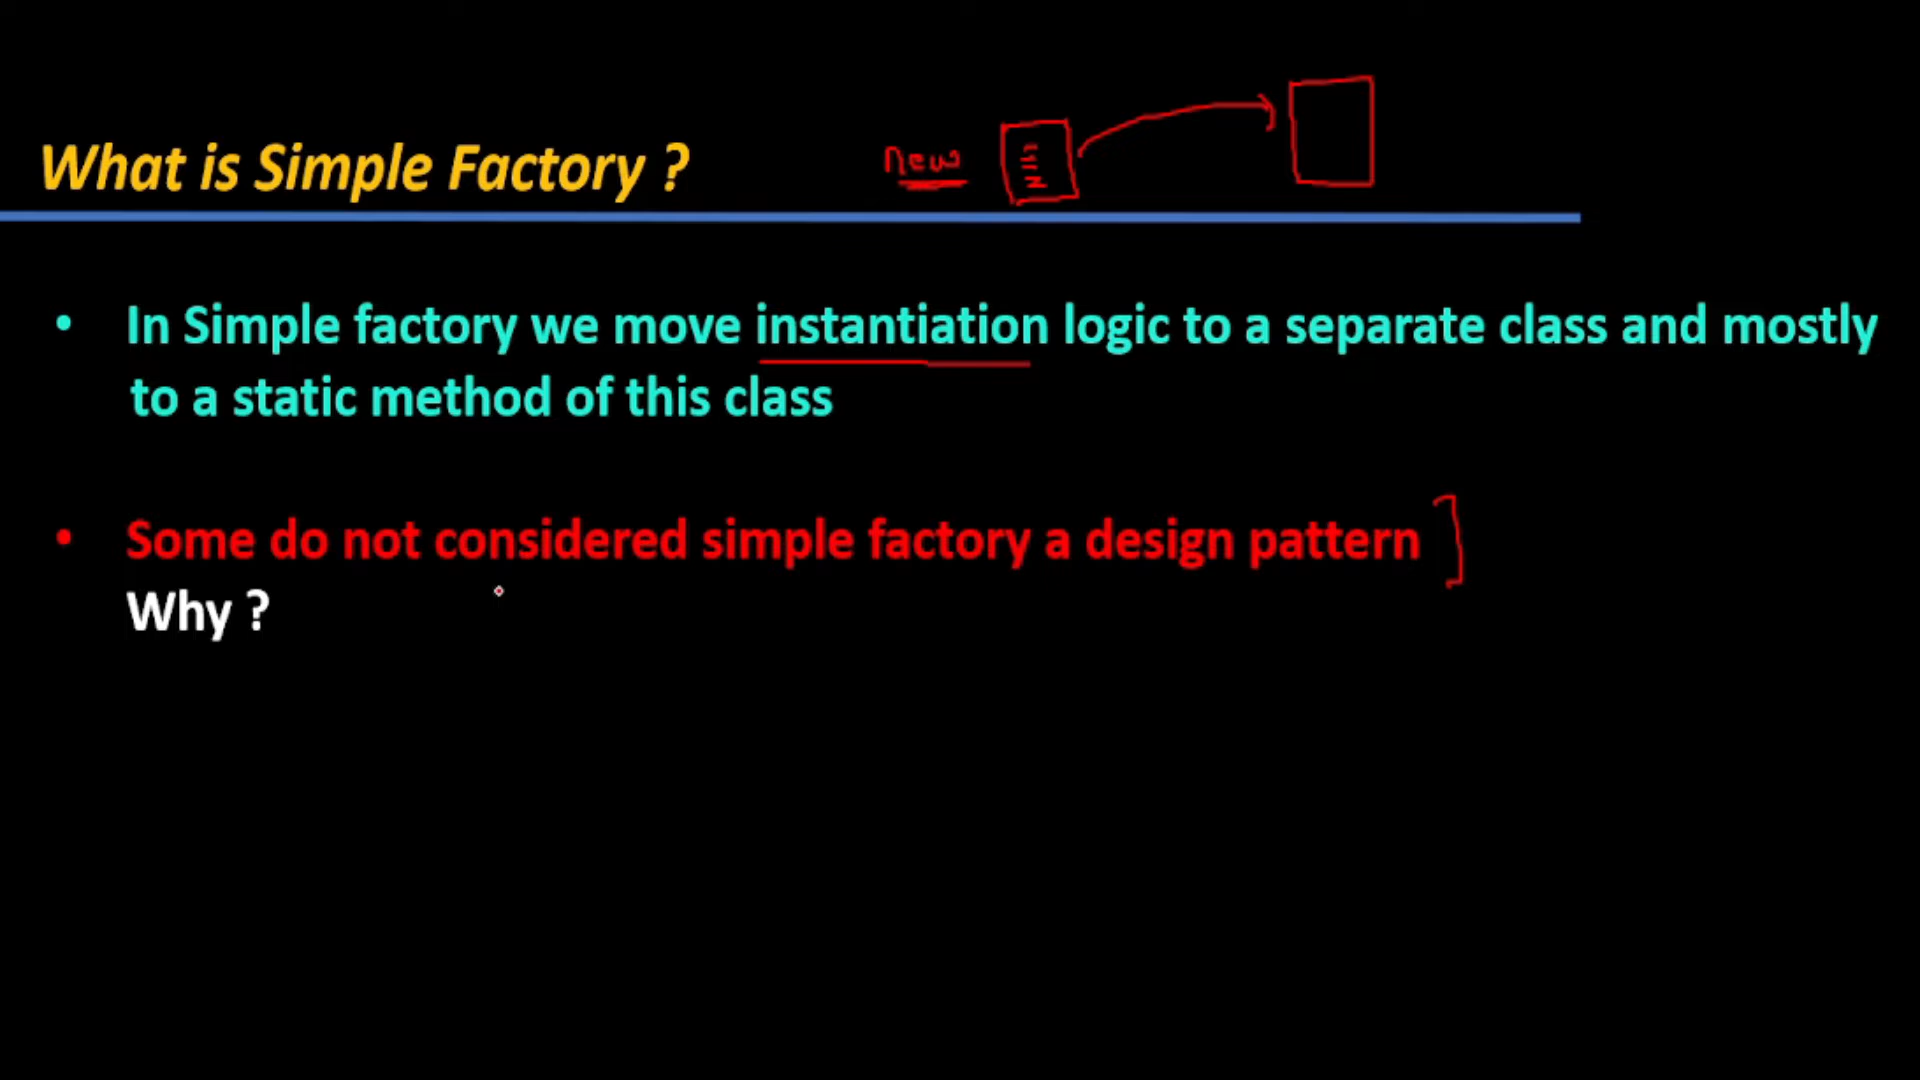 What is Simple Factory ?
new
• In Simple factory we move instantiation logic to a separate class and mostly
to a static method of this class
• Some do not considered simple factory a design pattern
Why ?